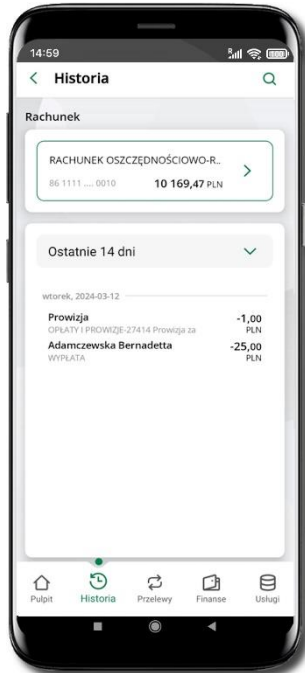 14:59
R 100
Historia
Rachunek
RACHUNEK OSZCZĘDNOŚCIOWO-R..
86 1111 .... 0010 10 169,47 PLN
Ostatnie 14 dni
wtorek, 2024-03-12
Prowizja -1,00
OPŁATY I PROWIZJE-27414 Prowizja za PLN
Adamczewska Bernadetta -25,00
WYPŁATA PLN
Pulpit Historia Przelewy Finanse Usługi